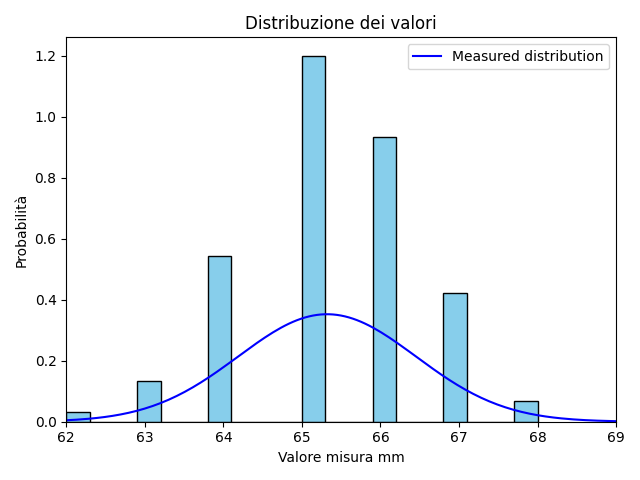 Distribuzione dei valori
Measured distribution
Probabilità
1.2
1.0
0.8
0.6
0.4
0.2
0.0
62 63 64 65 66 67 68 69
Valore misura mm